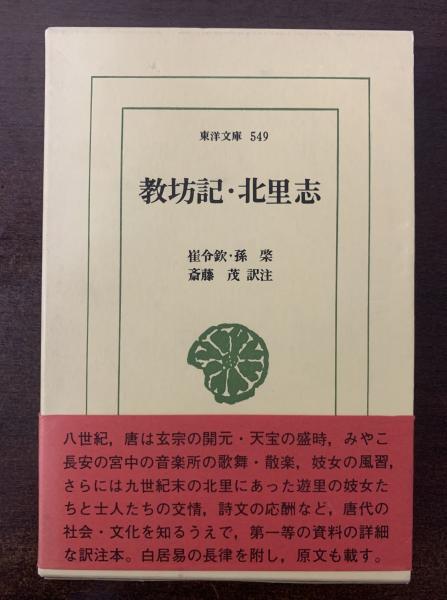 東洋文庫 549
教坊記・北里志
崔令欽・孫 棨
斎藤 茂 訳注
八世紀，唐は玄宗の開元・天宝の盛時，みやこ
長安の宮中の音楽所の歌舞・散楽，妓女の風習，
さらには九世紀末の北里にあった遊里の妓女た
ちと士人たちの交情，詩文の応酬など，唐代の
社会・文化を知るうえで，第一等の資料の詳細
な訳注本。白居易の長律を附し，原文も載す。